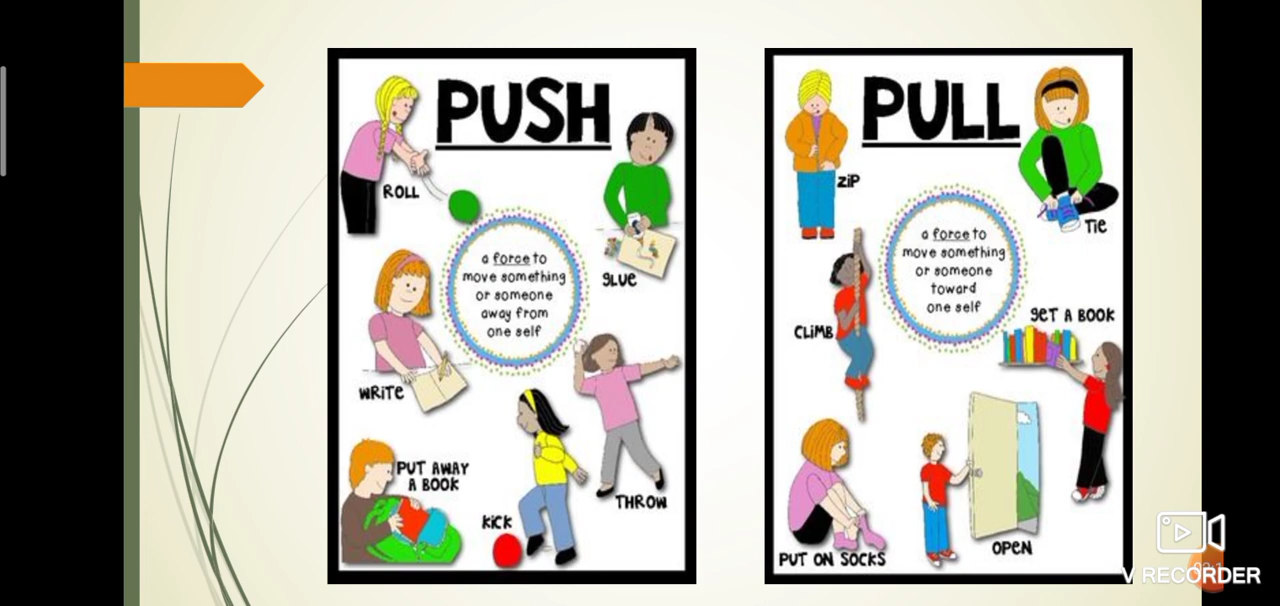 PUSH
ROLL
GLUE
a force to
move something
or someone
away from
one self
WRITE
THROW
PUT AWAY
A BOOK
KICK
PULL
ZIP
TIE
a force to
move something
or someone
toward
one self
CLIMB
GET A BOOK
PUT ON SOCKS
OPEN
V RECORDER